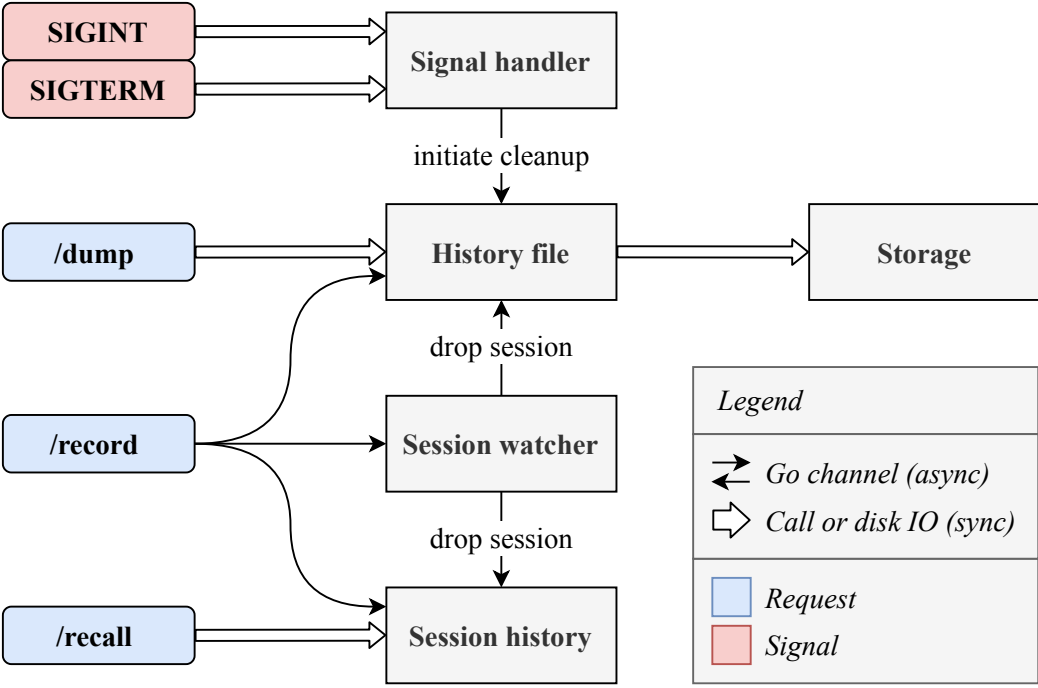 SIGINT
SIGTERM
Signal handler
initiate cleanup
/dump
History file
Storage
drop session
/record
Session watcher
drop session
/recall
Session history
Legend
Go channel (async)
Call or disk IO (sync)
Request
Signal